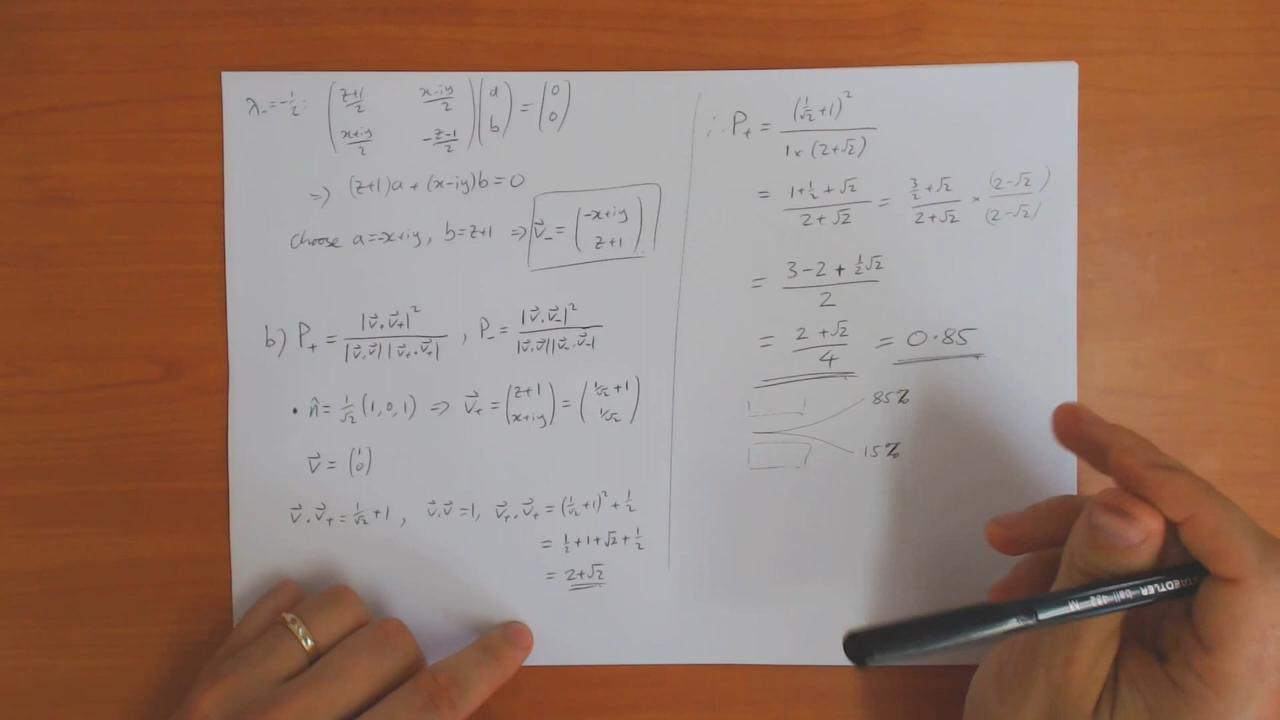 λ₋=-½: ( (z+1)/2 (x-iy)/2 ; (x+iy)/2 -(z-1)/2 ) (a ; b) = (0 ; 0)
=> (z+1)a + (x-iy)b = 0
Choose a=-x+iy, b=z+1 => v⃗₋ = (-x+iy ; z+1)
b) P₊ = |v⃗·v⃗₊|² / |v⃗·v⃗||v⃗₊·v⃗₊| , P₋ = |v⃗·v⃗₋|² / |v⃗·v⃗||v⃗₋·v⃗₋|
• n̂ = 1/√2 (1,0,1) => v⃗₊ = (z+1 ; x+iy) = (1/√2+1 ; 1/√2)
v⃗ = (1 ; 0)
v⃗·v⃗₊ = 1/√2+1, v⃗·v⃗=1, v⃗₊·v⃗₊ = (1/√2+1)²+1/2
= 1/2+1+√2+1/2
= 2+√2
∴ P₊ = (1/√2+1)² / 1×(2+√2)
= (1+1/2+√2) / (2+√2) = (3/2+√2) / (2+√2) × (2-√2) / (2-√2)
= (3-2+½√2) / 2
= (2+√2) / 4 = 0.85
85%
15%
STAEDTLER ball 482 M